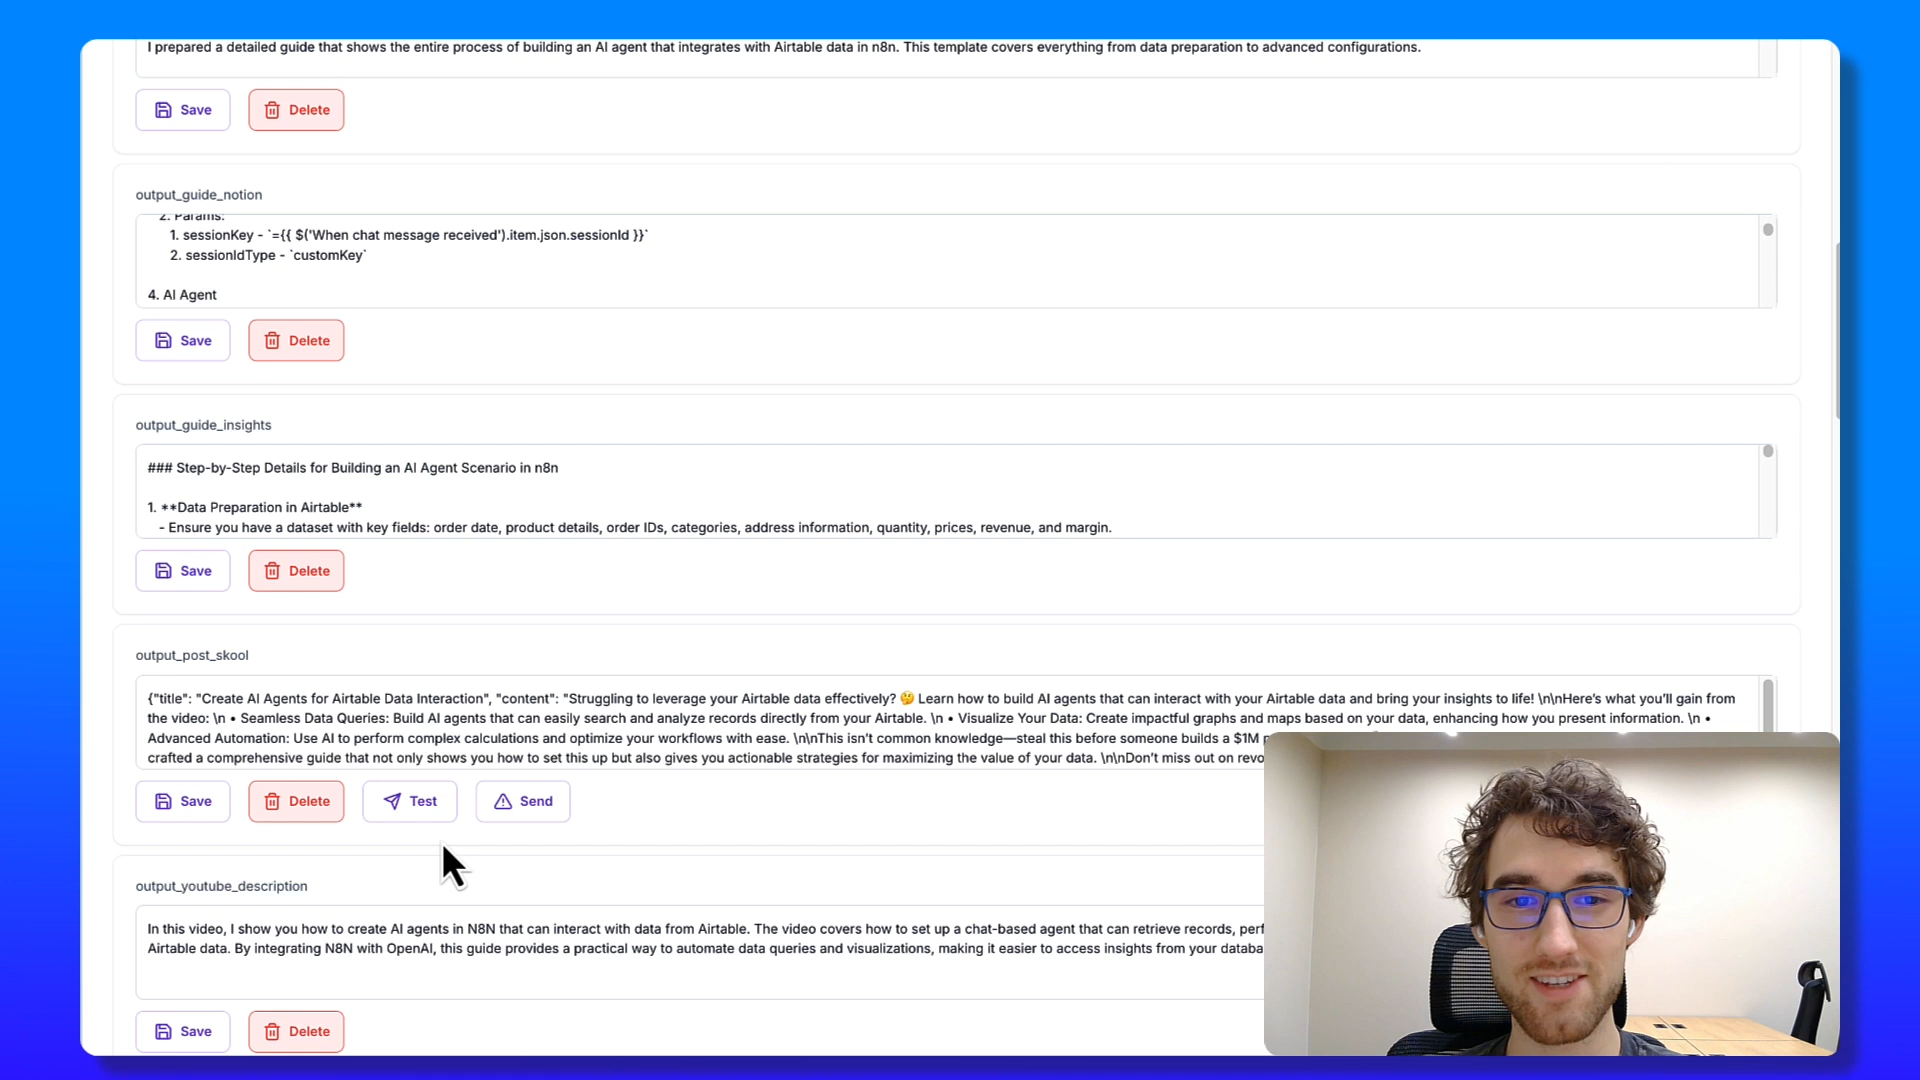 I prepared a detailed guide that shows the entire process of building an AI agent that integrates with Airtable data in n8n. This template covers everything from data preparation to advanced configurations.
Save
Delete
output_guide_notion
2. Params:
1. sessionKey - `={{ $('When chat message received').item.json.sessionId }}`
2. sessionIdType - `customKey`
4. AI Agent
Save
Delete
output_guide_insights
### Step-by-Step Details for Building an AI Agent Scenario in n8n
1. **Data Preparation in Airtable**
- Ensure you have a dataset with key fields: order date, product details, order IDs, categories, address information, quantity, prices, revenue, and margin.
Save
Delete
output_post_skool
{"title": "Create AI Agents for Airtable Data Interaction", "content": "Struggling to leverage your Airtable data effectively? 🤔 Learn how to build AI agents that can interact with your Airtable data and bring your insights to life! \n\nHere's what you'll gain from
the video: \n • Seamless Data Queries: Build AI agents that can easily search and analyze records directly from your Airtable. \n • Visualize Your Data: Create impactful graphs and maps based on your data, enhancing how you present information. \n •
Advanced Automation: Use AI to perform complex calculations and optimize your workflows with ease. \n\nThis isn't common knowledge—steal this before someone builds a $1M
crafted a comprehensive guide that not only shows you how to set this up but also gives you actionable strategies for maximizing the value of your data. \n\nDon't miss out on
Save
Delete
Test
Send
output_youtube_description
In this video, I show you how to create AI agents in N8N that can interact with data from Airtable. The video covers how to set up a chat-based agent that can retrieve records,
Airtable data. By integrating N8N with OpenAI, this guide provides a practical way to automate data queries and visualizations, making it easier to access insights from your
Save
Delete